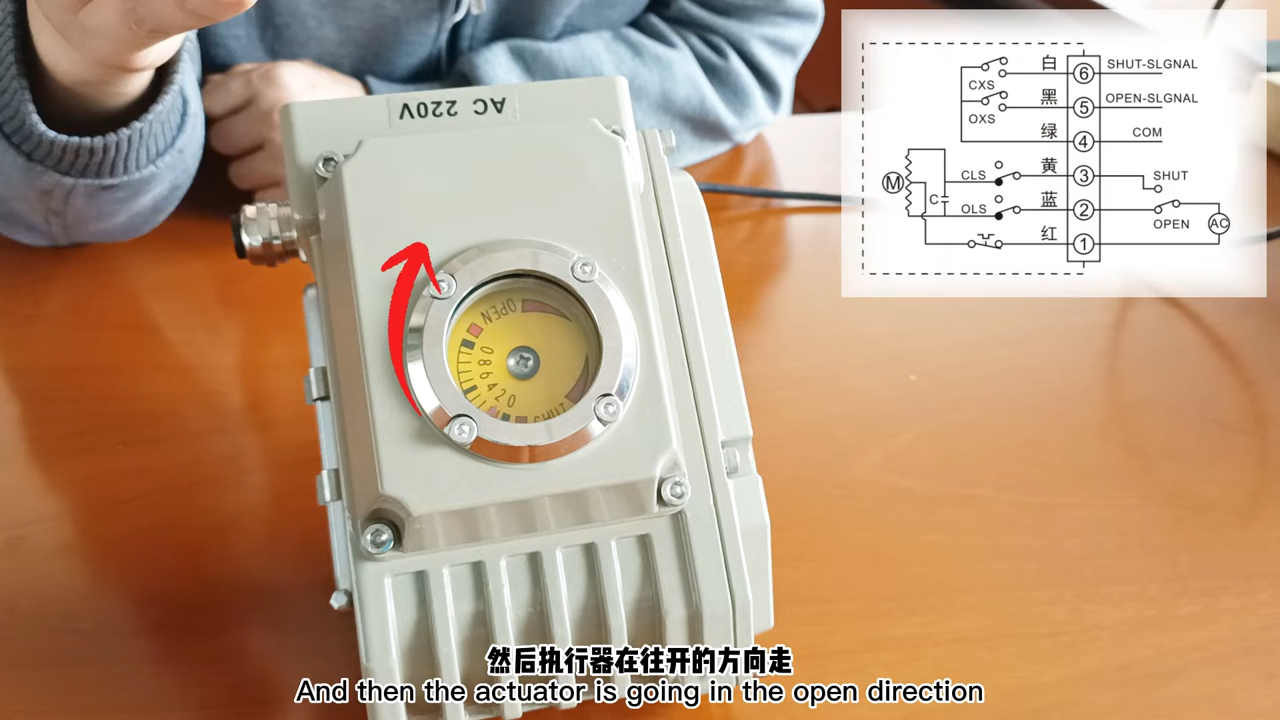 AC 220V
OPEN
0 8 6 4 2 0
SHUT
白 6 SHUT-SLGNAL
CXS
黑 5 OPEN-SLGNAL
OXS
绿 4 COM
黄 3 SHUT
CLS
M
C
蓝 2 OPEN
OLS
AC
红 1
然后执行器在往开的方向走
And then the actuator is going in the open direction